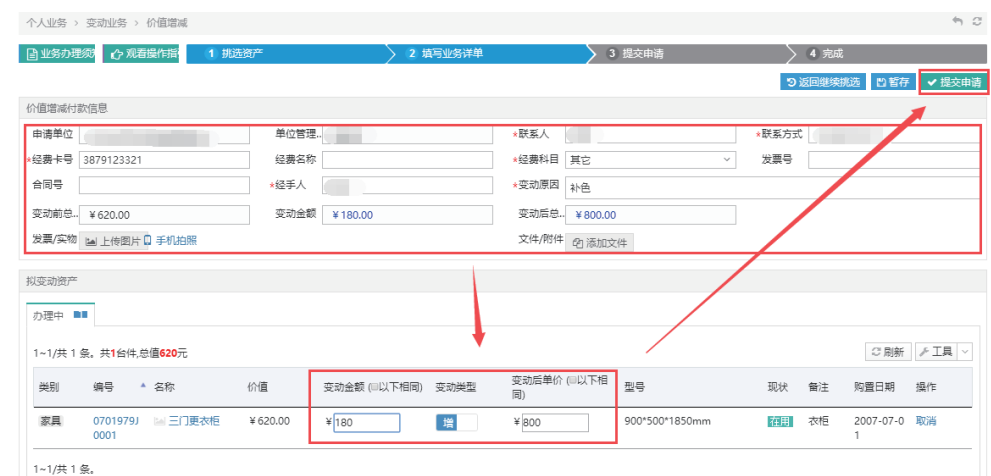 个人业务 > 变动业务 > 价值增减
业务办理须 观看操作指 1 挑选资产 2 填写业务详单 3 提交申请 4 完成
返回继续挑选 暂存 提交申请
价值增减付款信息
申请单位 单位管理.. *联系人 *联系方式
*经费卡号 3879123321 经费名称 *经费科目 其它 发票号
合同号 *经手人 *变动原因 补色
变动前总.. ¥620.00 变动金额 ¥180.00 变动后总.. ¥800.00
发票/实物 上传图片 手机拍照 文件/附件 添加文件
拟变动资产
办理中
1~1/共 1 条。共1台件,总值620元 刷新 工具
类别 编号 名称 价值 变动金额 (以下相同) 变动类型 变动后单价 (以下相
同) 型号 现状 备注 购置日期 操作
家具 0701979J 三门更衣柜 ¥620.00 ¥180 增 ¥800 900*500*1850mm 在用 衣柜 2007-07-0 取消
0001 1
1~1/共 1 条。